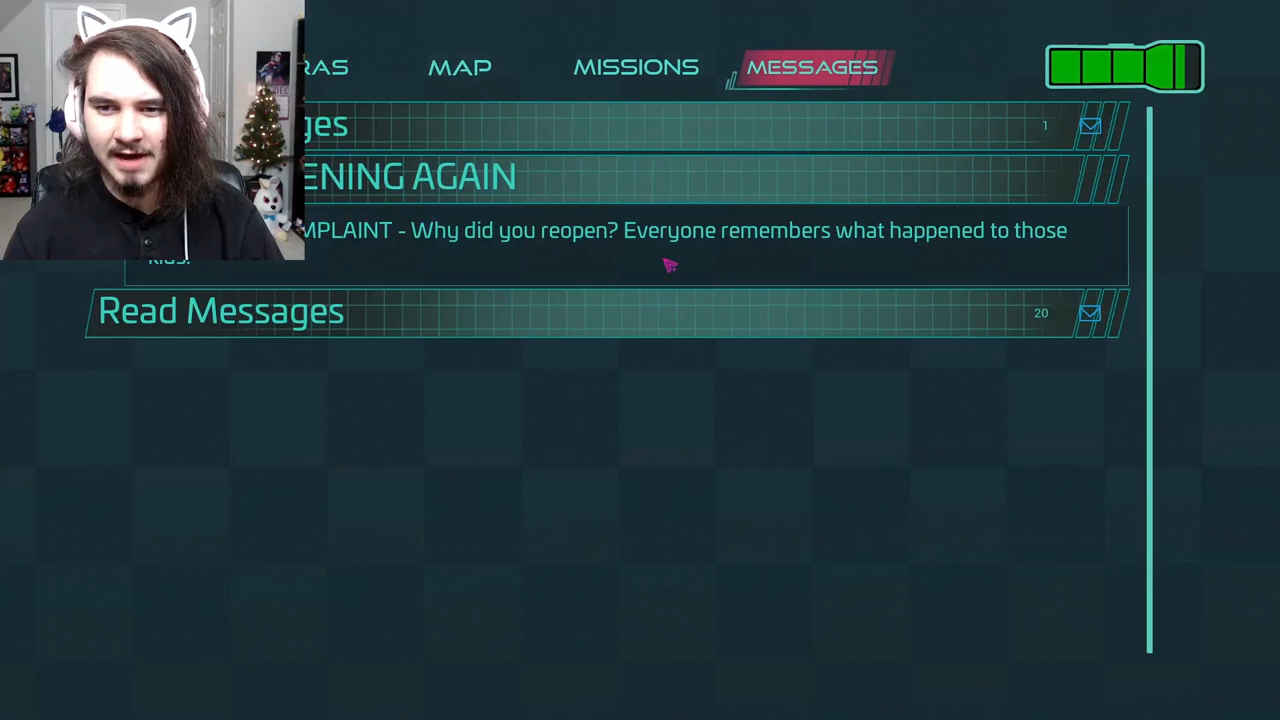 RAS MAP MISSIONS MESSAGES
ges 1
ENING AGAIN
MPLAINT - Why did you reopen? Everyone remembers what happened to those
kids.
Read Messages 20